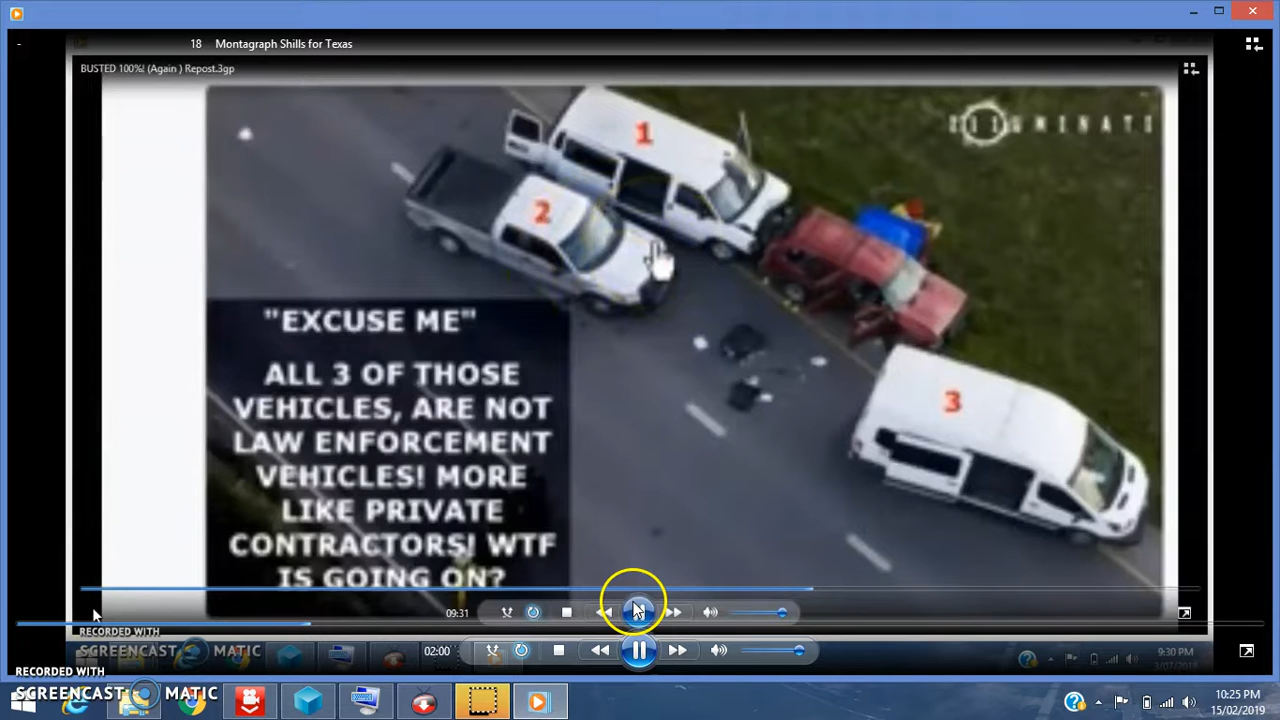 18 Montagraph Shills for Texas
BUSTED 100%! (Again ) Repost.3gp
ILLUMINATI
1
2
3
"EXCUSE ME"
ALL 3 OF THOSE
VEHICLES, ARE NOT
LAW ENFORCEMENT
VEHICLES! MORE
LIKE PRIVATE
CONTRACTORS! WTF
IS GOING ON?
09:31
RECORDED WITH
SCREENCAST MATIC
02:00
9:30 PM
3/07/2018
RECORDED WITH
SCREENCAST MATIC
10:25 PM
15/02/2019